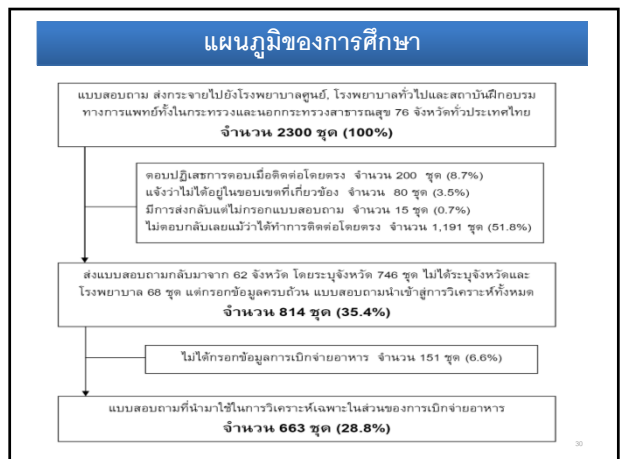 แผนภูมิของการศึกษา
แบบสอบถาม ส่งกระจายไปยังโรงพยาบาลศูนย์, โรงพยาบาลทั่วไปและสถาบันฝึกอบรม
ทางการแพทย์ทั้งในกระทรวงและนอกกระทรวงสาธารณสุข 76 จังหวัดทั่วประเทศไทย
จำนวน 2300 ชุด (100%)
ตอบปฏิเสธการตอบเมื่อติดต่อโดยตรง จำนวน 200 ชุด (8.7%)
แจ้งว่าไม่ได้อยู่ในขอบเขตที่เกี่ยวข้อง จำนวน 80 ชุด (3.5%)
มีการส่งกลับแต่ไม่กรอกแบบสอบถาม จำนวน 15 ชุด (0.7%)
ไม่ตอบกลับเลยแม้ว่าได้ทำการติดต่อโดยตรง จำนวน 1,191 ชุด (51.8%)
ส่งแบบสอบถามกลับมาจาก 62 จังหวัด โดยระบุจังหวัด 746 ชุด ไม่ได้ระบุจังหวัดและ
โรงพยาบาล 68 ชุด แต่กรอกข้อมูลครบถ้วน แบบสอบถามนำเข้าสู่การวิเคราะห์ทั้งหมด
จำนวน 814 ชุด (35.4%)
ไม่ได้กรอกข้อมูลการเบิกจ่ายอาหาร จำนวน 151 ชุด (6.6%)
แบบสอบถามที่นำมาใช้ในการวิเคราะห์เฉพาะในส่วนของการเบิกจ่ายอาหาร
จำนวน 663 ชุด (28.8%)